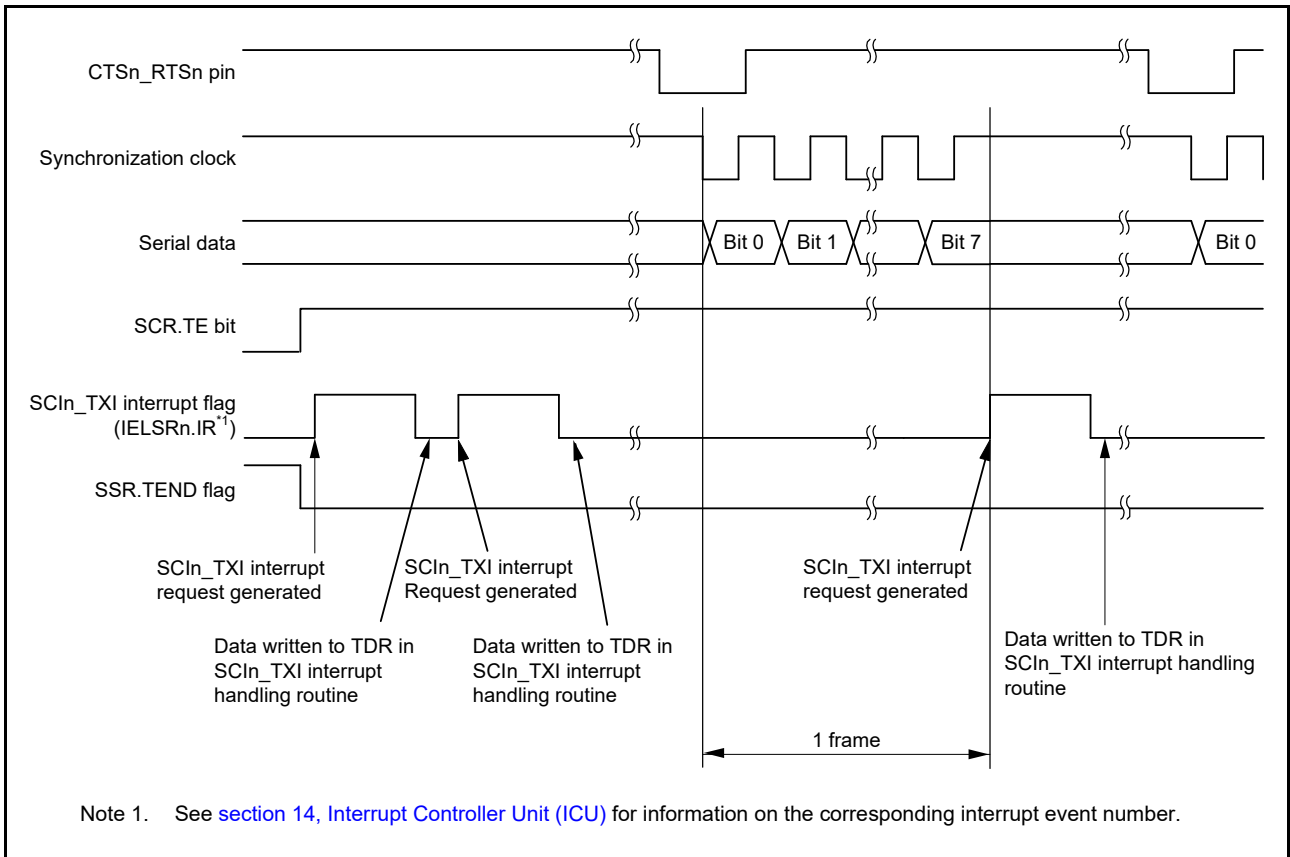 CTSn_RTSn pin
Synchronization clock
Serial data
Bit 0
Bit 1
Bit 7
Bit 0
SCR.TE bit
SCIn_TXI interrupt flag
(IELSRn.IR*1)
SSR.TEND flag
SCIn_TXI interrupt
request generated
SCIn_TXI interrupt
Request generated
SCIn_TXI interrupt
request generated
Data written to TDR in
SCIn_TXI interrupt
handling routine
Data written to TDR in
SCIn_TXI interrupt
handling routine
Data written to TDR in
SCIn_TXI interrupt handling
routine
1 frame
Note 1. See section 14, Interrupt Controller Unit (ICU) for information on the corresponding interrupt event number.